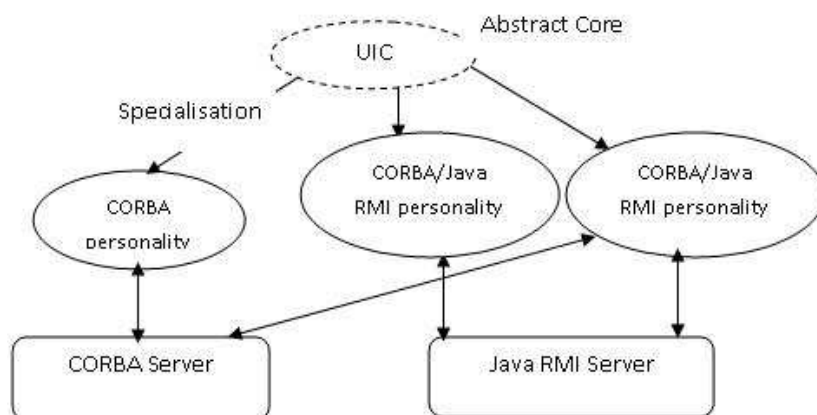 Abstract Core
UIC
Specialisation
CORBA
personality
CORBA/Java
RMI personality
CORBA/Java
RMI personality
CORBA Server
Java RMI Server